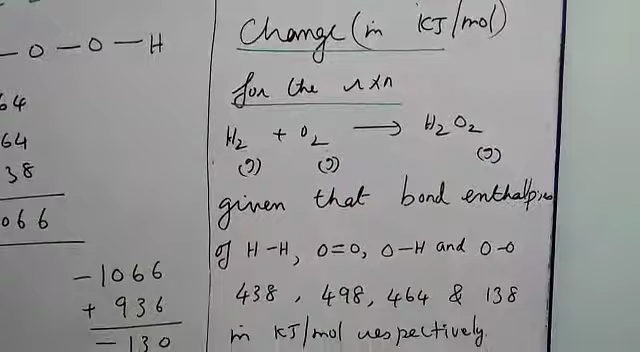 - O - O - H
64
64
38
066
-1066
+ 936
-130
Change (in KJ/mol)
for the rxn
H2 + O2 ⟶ H2O2
(g) (g) (g)
given that bond enthalpies
of H-H, O=O, O-H and O-O
438, 498, 464 & 138
in KJ/mol respectively.